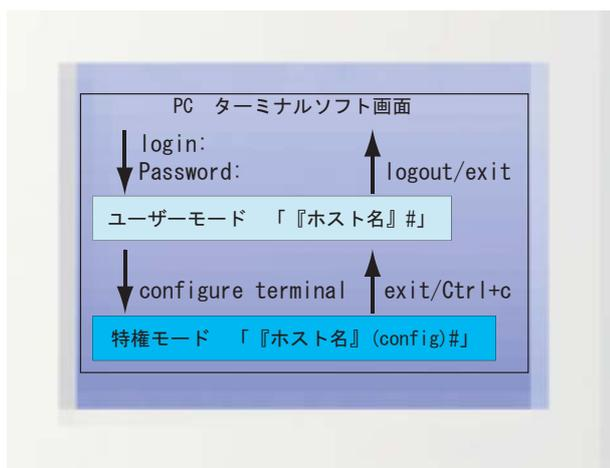 PC ターミナルソフト画面
login:
Password:
logout/exit
ユーザーモード 「『ホスト名』#」
configure terminal
exit/Ctrl+c
特権モード 「『ホスト名』(config)#」